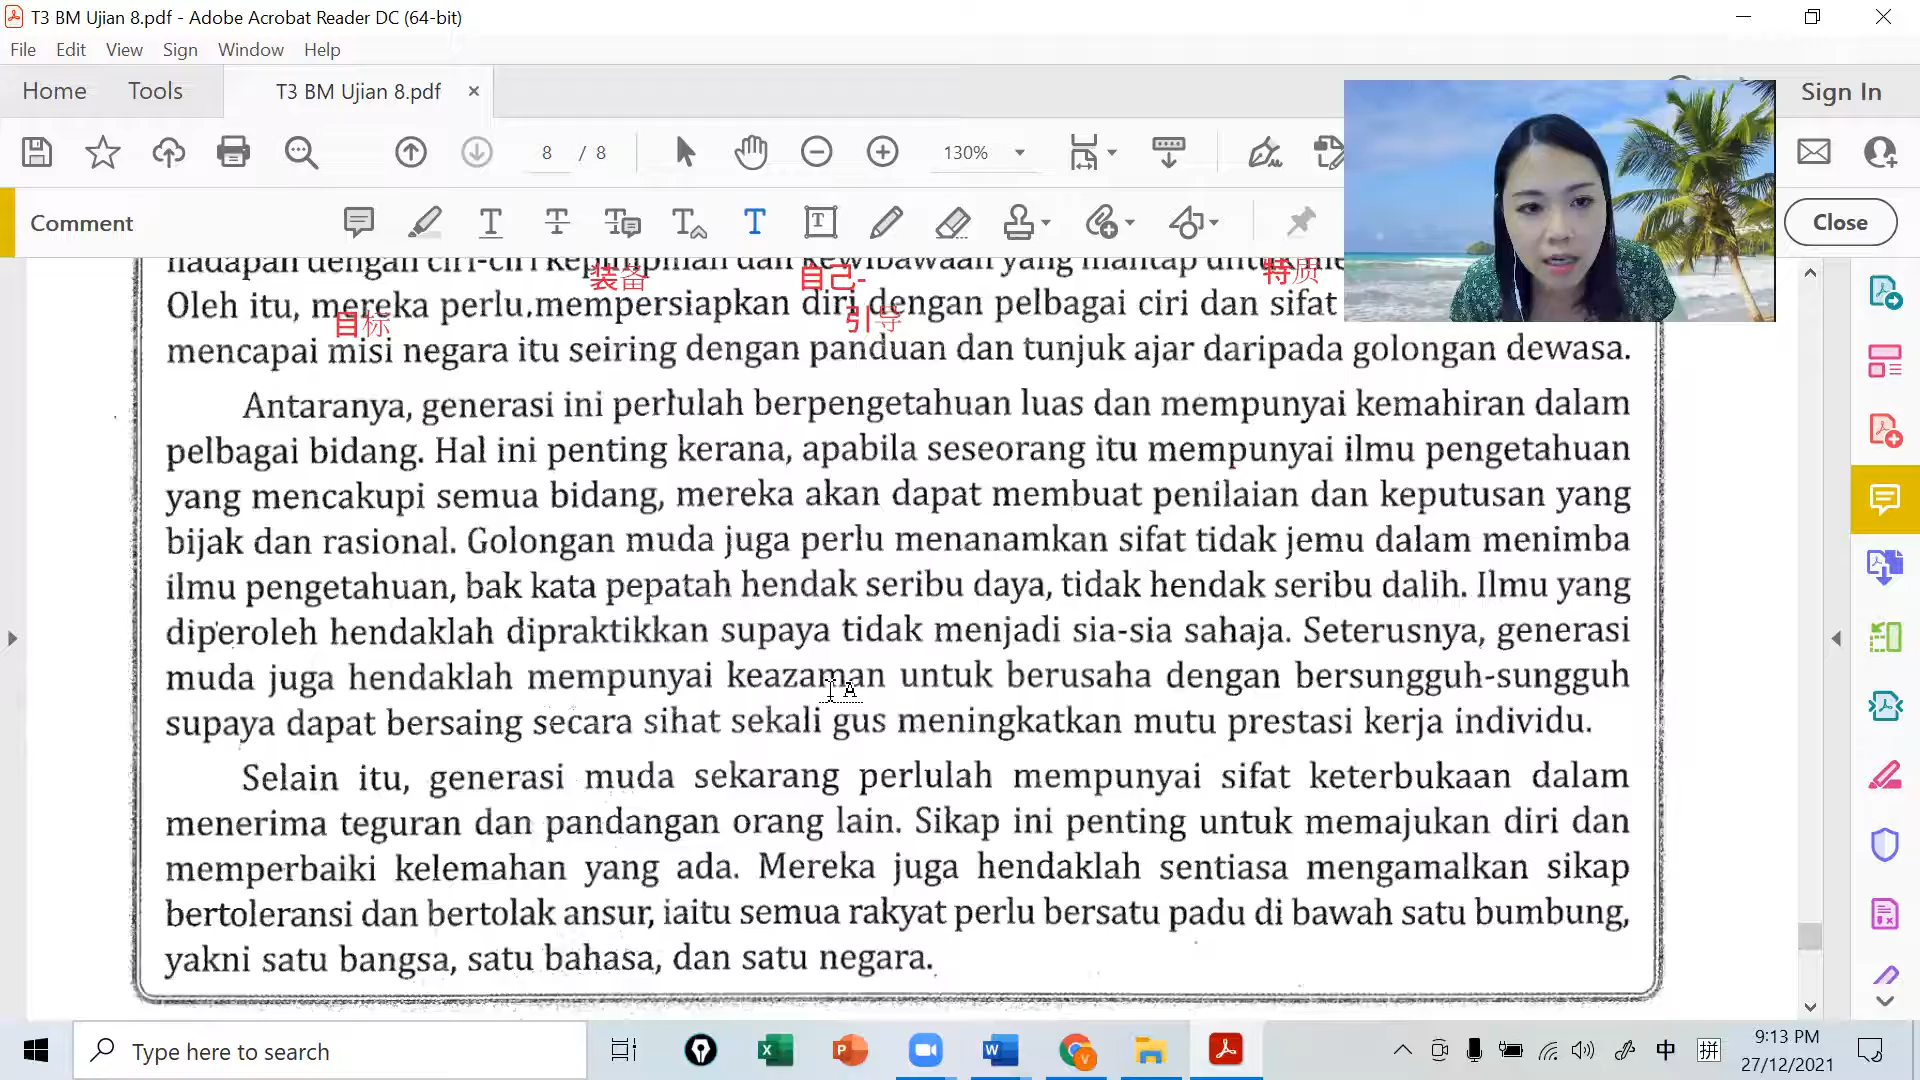 T3 BM Ujian 8.pdf - Adobe Acrobat Reader DC (64-bit)
File Edit View Sign Window Help
Home Tools T3 BM Ujian 8.pdf × Sign In
8 / 8 130%
Comment Close
hadapan dengan ciri-ciri kepimpinan dan kewibawaan yang mantap
装备 自己- 特质
Oleh itu, mereka perlu mempersiapkan diri dengan pelbagai ciri dan sifat
目标 引导
mencapai misi negara itu seiring dengan panduan dan tunjuk ajar daripada golongan dewasa.
Antaranya, generasi ini perlulah berpengetahuan luas dan mempunyai kemahiran dalam
pelbagai bidang. Hal ini penting kerana, apabila seseorang itu mempunyai ilmu pengetahuan
yang mencakupi semua bidang, mereka akan dapat membuat penilaian dan keputusan yang
bijak dan rasional. Golongan muda juga perlu menanamkan sifat tidak jemu dalam menimba
ilmu pengetahuan, bak kata pepatah hendak seribu daya, tidak hendak seribu dalih. Ilmu yang
diperoleh hendaklah dipraktikkan supaya tidak menjadi sia-sia sahaja. Seterusnya, generasi
muda juga hendaklah mempunyai keazaman untuk berusaha dengan bersungguh-sungguh
supaya dapat bersaing secara sihat sekali gus meningkatkan mutu prestasi kerja individu.
Selain itu, generasi muda sekarang perlulah mempunyai sifat keterbukaan dalam
menerima teguran dan pandangan orang lain. Sikap ini penting untuk memajukan diri dan
memperbaiki kelemahan yang ada. Mereka juga hendaklah sentiasa mengamalkan sikap
bertoleransi dan bertolak ansur, iaitu semua rakyat perlu bersatu padu di bawah satu bumbung,
yakni satu bangsa, satu bahasa, dan satu negara.
Type here to search
中 拼
9:13 PM
27/12/2021